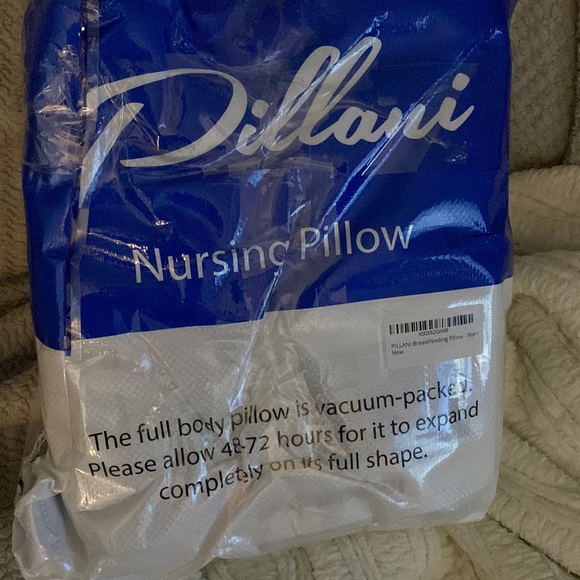 Pillani
Nursing Pillow
PILLANI Breastfeeding Pillow
New
The full body pillow is vacuum-packed.
Please allow 48-72 hours for it to expand
completely on its full shape.